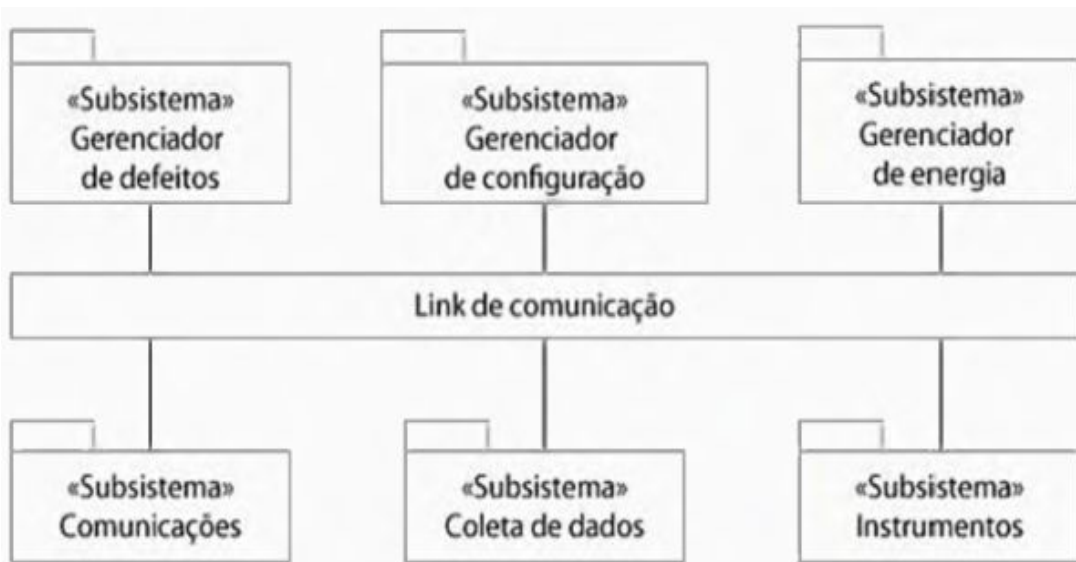 «Subsistema»
Gerenciador
de defeitos
«Subsistema»
Gerenciador
de configuração
«Subsistema»
Gerenciador
de energia
Link de comunicação
«Subsistema»
Comunicações
«Subsistema»
Coleta de dados
«Subsistema»
Instrumentos